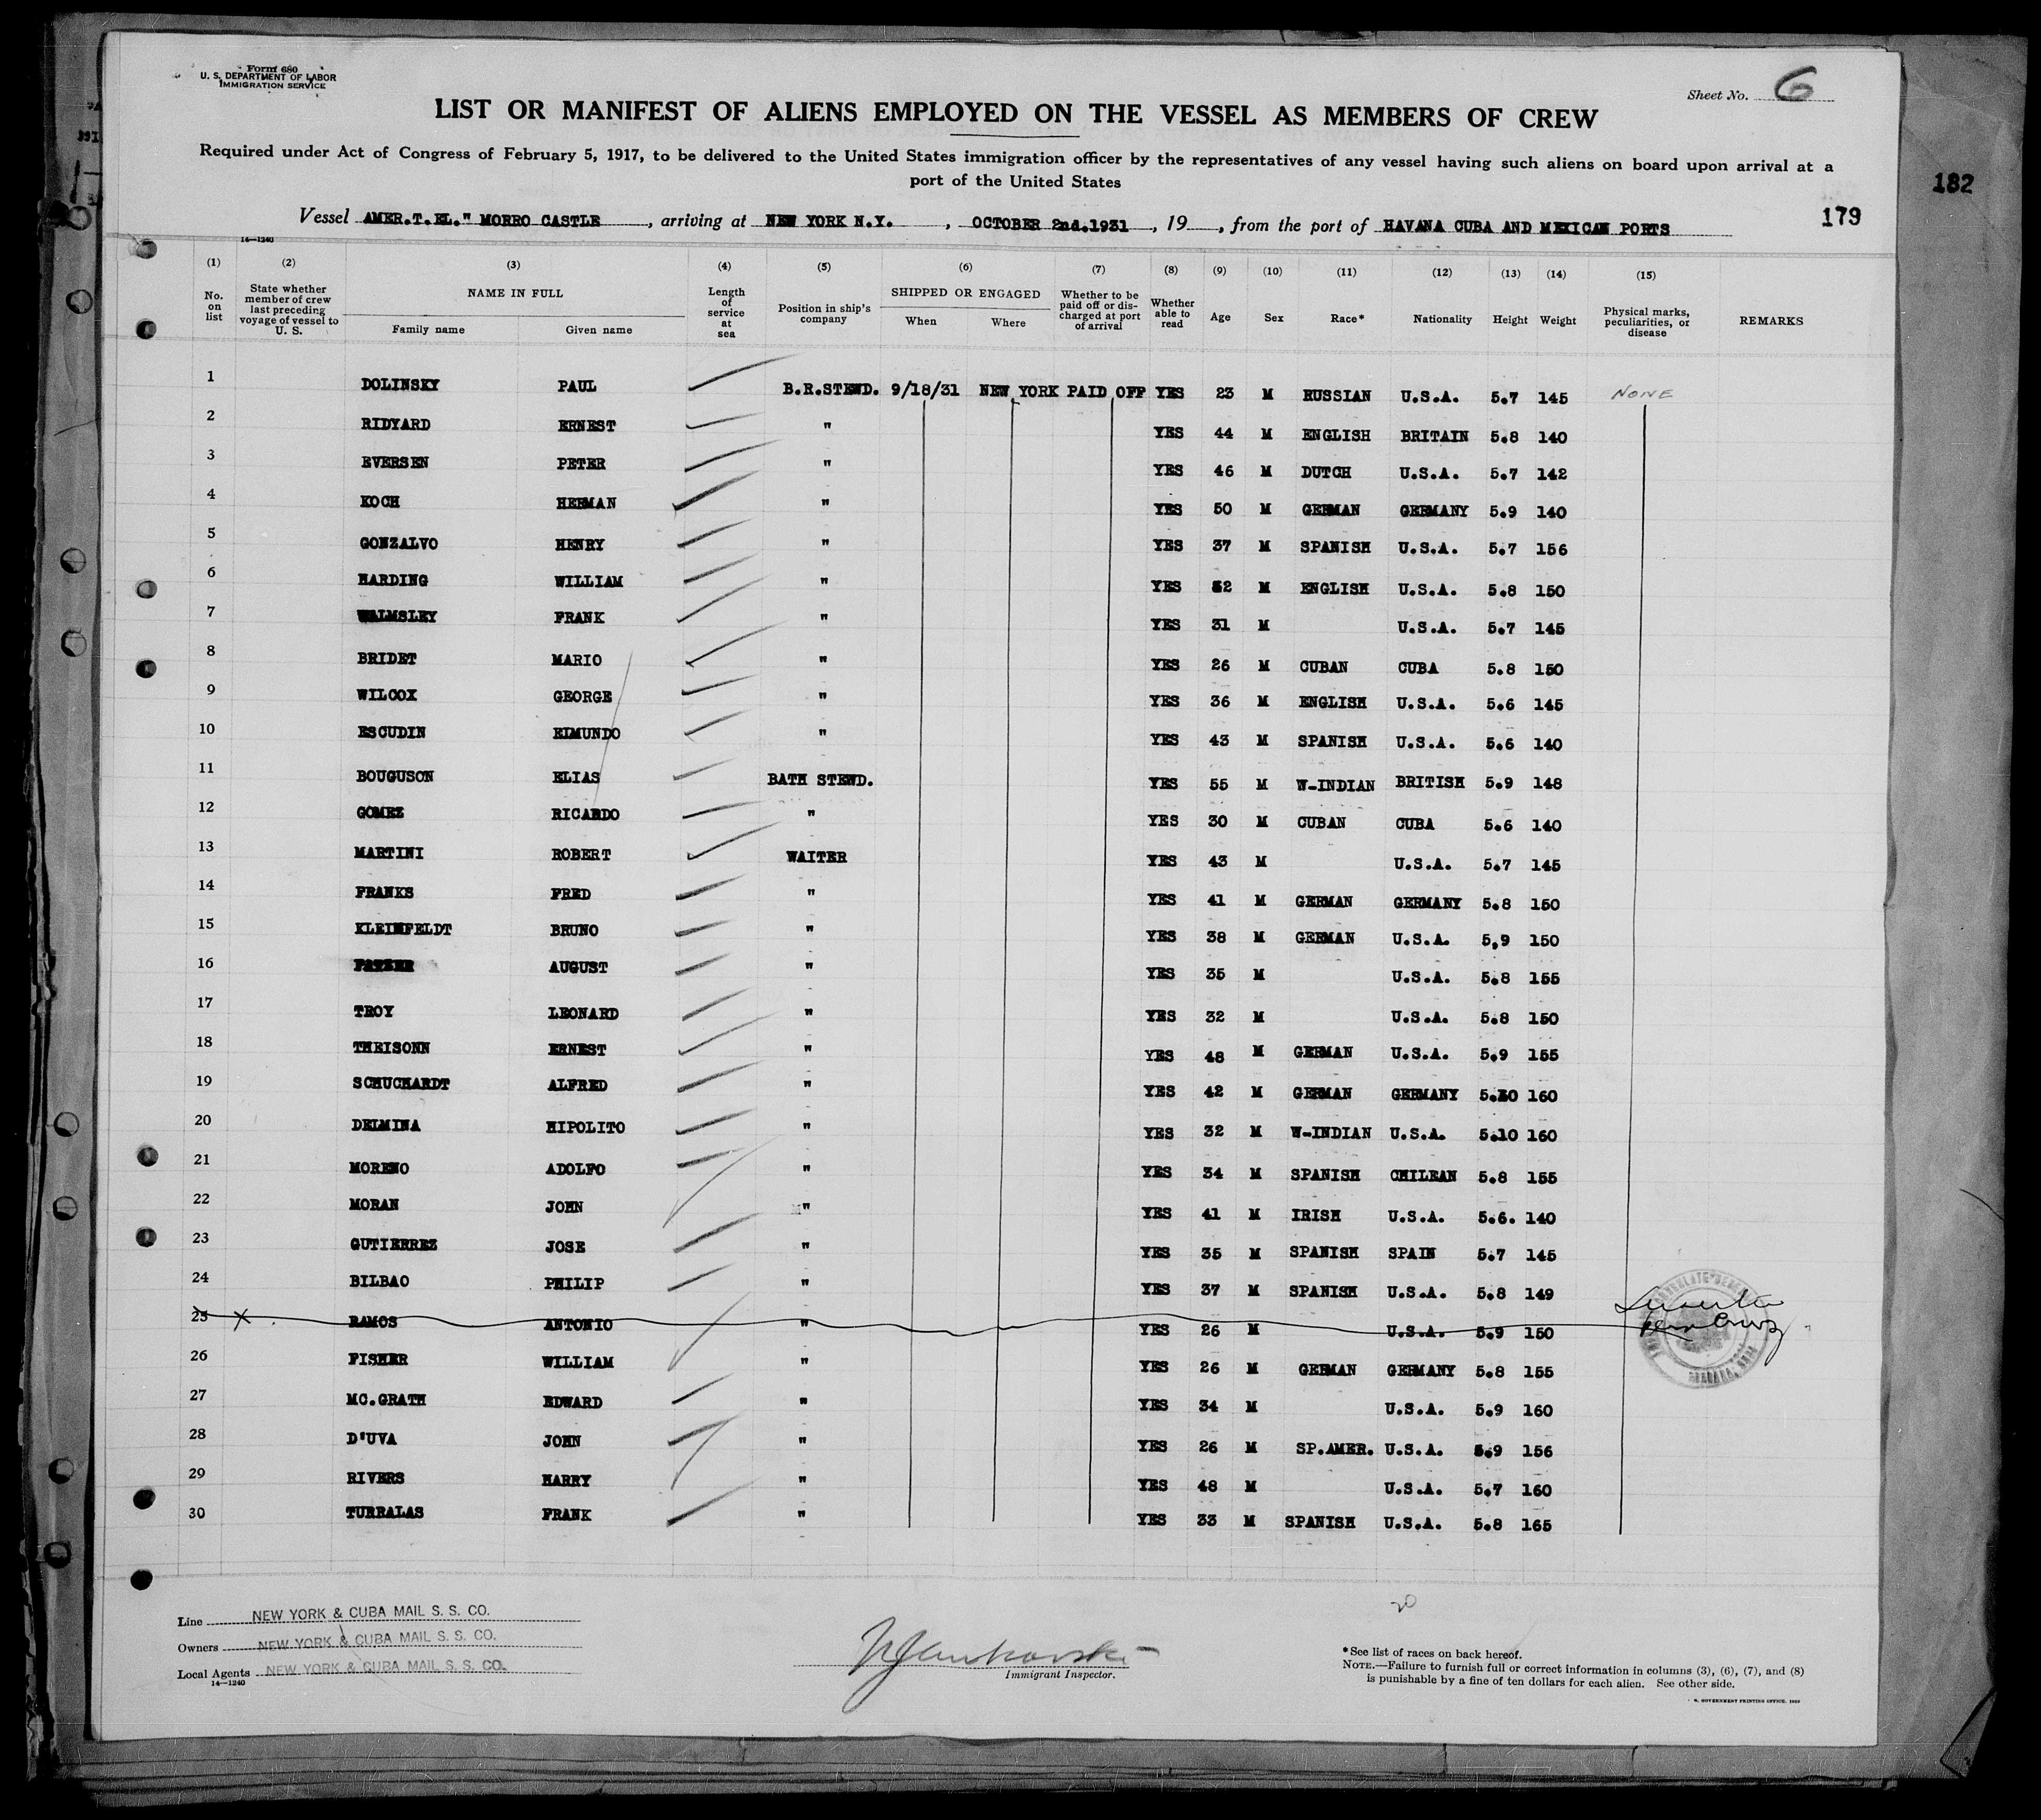 Form 680
U. S. DEPARTMENT OF LABOR
IMMIGRATION SERVICE
Sheet No. 6
LIST OR MANIFEST OF ALIENS EMPLOYED ON THE VESSEL AS MEMBERS OF CREW
Required under Act of Congress of February 5, 1917, to be delivered to the United States immigration officer by the representatives of any vessel having such aliens on board upon arrival at a
port of the United States
182
179
Vessel AMER.T.EL." MORRO CASTLE, arriving at NEW YORK N.Y., OCTOBER 2nd.1931, 19, from the port of HAVANA CUBA AND MEXICAN PORTS
16—1240
(1) (2) (3) (4) (5) (6) (7) (8) (9) (10) (11) (12) (13) (14) (15)
No. on list State whether member of crew last preceding voyage of vessel to U. S. NAME IN FULL Family name Given name Length of service at sea Position in ship's company SHIPPED OR ENGAGED When Where Whether to be paid off or discharged at port of arrival Whether able to read Age Sex Race* Nationality Height Weight Physical marks, peculiarities, or disease REMARKS
1 DOLINSKY PAUL B.R.STEWD. 9/18/31 NEW YORK PAID OFF YES 23 M RUSSIAN U.S.A. 5.7 145 NONE
2 RIDYARD ERNEST " YES 44 M ENGLISH BRITAIN 5.8 140
3 EVERSEN PETER " YES 46 M DUTCH U.S.A. 5.7 142
4 KOCH HERMAN " YES 50 M GERMAN GERMANY 5.9 140
5 GONZALVO HENRY " YES 37 M SPANISH U.S.A. 5.7 156
6 HARDING WILLIAM " YES 52 M ENGLISH U.S.A. 5.8 150
7 WALMSLEY FRANK " YES 31 M U.S.A. 5.7 145
8 BRIDET MARIO " YES 26 M CUBAN CUBA 5.8 150
9 WILCOX GEORGE " YES 36 M ENGLISH U.S.A. 5.6 145
10 ESCUDIN EDMUNDO " YES 43 M SPANISH U.S.A. 5.6 140
11 BOUGUSON ELIAS BATH STEWD. YES 55 M W-INDIAN BRITISH 5.9 148
12 GOMEZ RICARDO " YES 30 M CUBAN CUBA 5.6 140
13 MARTINI ROBERT WAITER YES 43 M U.S.A. 5.7 145
14 FRANKS FRED " YES 41 M GERMAN GERMANY 5.8 150
15 KLEINFELDT BRUNO " YES 38 M GERMAN U.S.A. 5,9 150
16 AUGUST " YES 35 M U.S.A. 5.8 155
17 TROY LEONARD " YES 32 M U.S.A. 5.8 150
18 THEISONN ERNEST " YES 48 M GERMAN U.S.A. 5.9 155
19 SCHUCHARDT ALFRED " YES 42 M GERMAN GERMANY 5.10 160
20 DELMINA HIPOLITO " YES 32 M W-INDIAN U.S.A. 5.10 160
21 MORENO ADOLFO " YES 34 M SPANISH CHILEAN 5.8 155
22 MORAN JOHN " YES 41 M IRISH U.S.A. 5.6. 140
23 GUTIERREZ JOSE " YES 35 M SPANISH SPAIN 5.7 145
24 BILBAO PHILIP " YES 37 M SPANISH U.S.A. 5.8 149
25 X RAMOS ANTONIO " YES 26 M U.S.A. 5.9 150
26 FISHER WILLIAM " YES 26 M GERMAN GERMANY 5.8 155
27 MC.GRATH EDWARD " YES 34 M U.S.A. 5.9 160
28 D'UVA JOHN " YES 26 M SP.AMER. U.S.A. 5.9 156
29 RIVERS HARRY " YES 48 M U.S.A. 5.7 160
30 TURRALAS FRANK " YES 33 M SPANISH U.S.A. 5.8 165
Line NEW YORK & CUBA MAIL S. S. CO.
Owners NEW YORK & CUBA MAIL S. S. CO.
Local Agents NEW YORK & CUBA MAIL S. S. CO.
14—1240
Immigrant Inspector.
20
*See list of races on back hereof.
NOTE.—Failure to furnish full or correct information in columns (3), (6), (7), and (8)
is punishable by a fine of ten dollars for each alien. See other side.